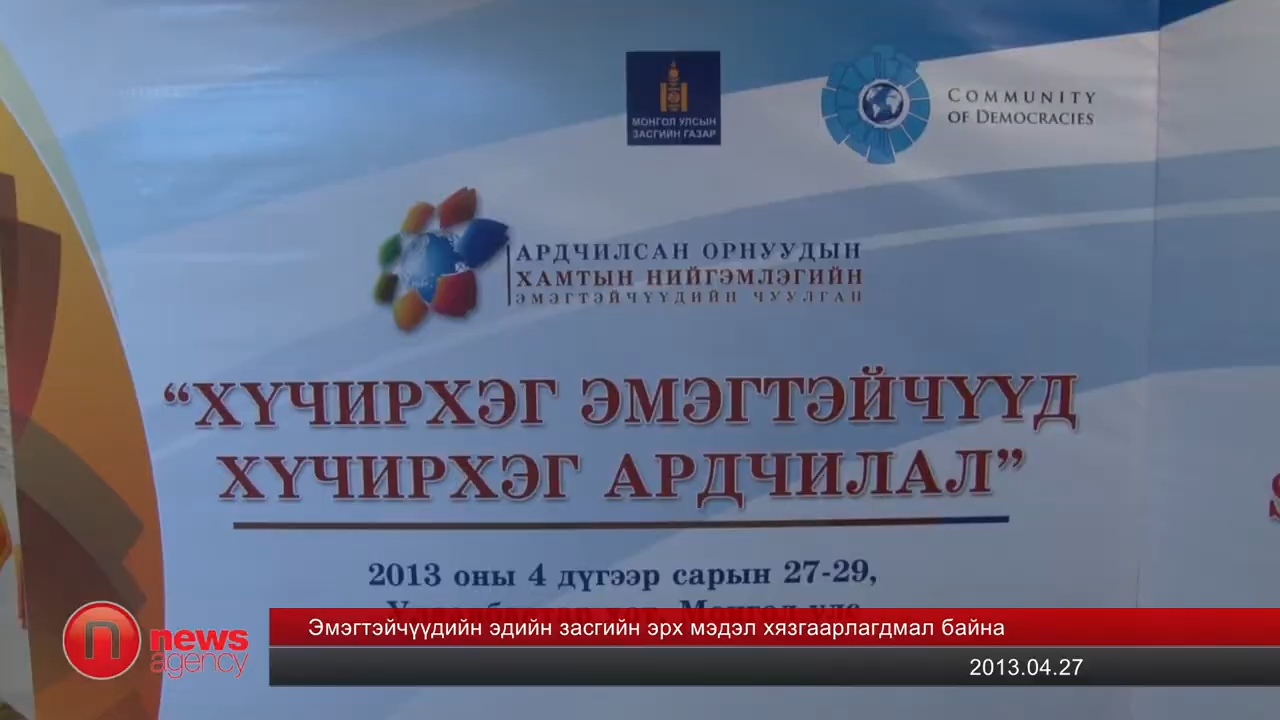 МОНГОЛ УЛСЫН
ЗАСГИЙН ГАЗАР
COMMUNITY
OF DEMOCRACIES
АРДЧИЛСАН ОРНУУДЫН
ХАМТЫН НИЙГЭМЛЭГИЙН
ЭМЭГТЭЙЧҮҮДИЙН ЧУУЛГАН
“ХҮЧИРХЭГ ЭМЭГТЭЙЧҮҮД
ХҮЧИРХЭГ АРДЧИЛАЛ”
2013 оны 4 дүгээр сарын 27-29,
n news
agency
Эмэгтэйчүүдийн эдийн засгийн эрх мэдэл хязгаарлагдмал байна
2013.04.27